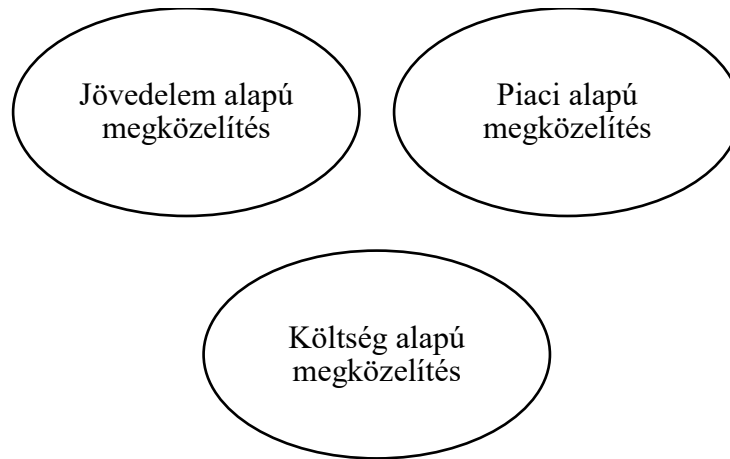 Jövedelem alapú
megközelítés
Piaci alapú
megközelítés
Költség alapú
megközelítés